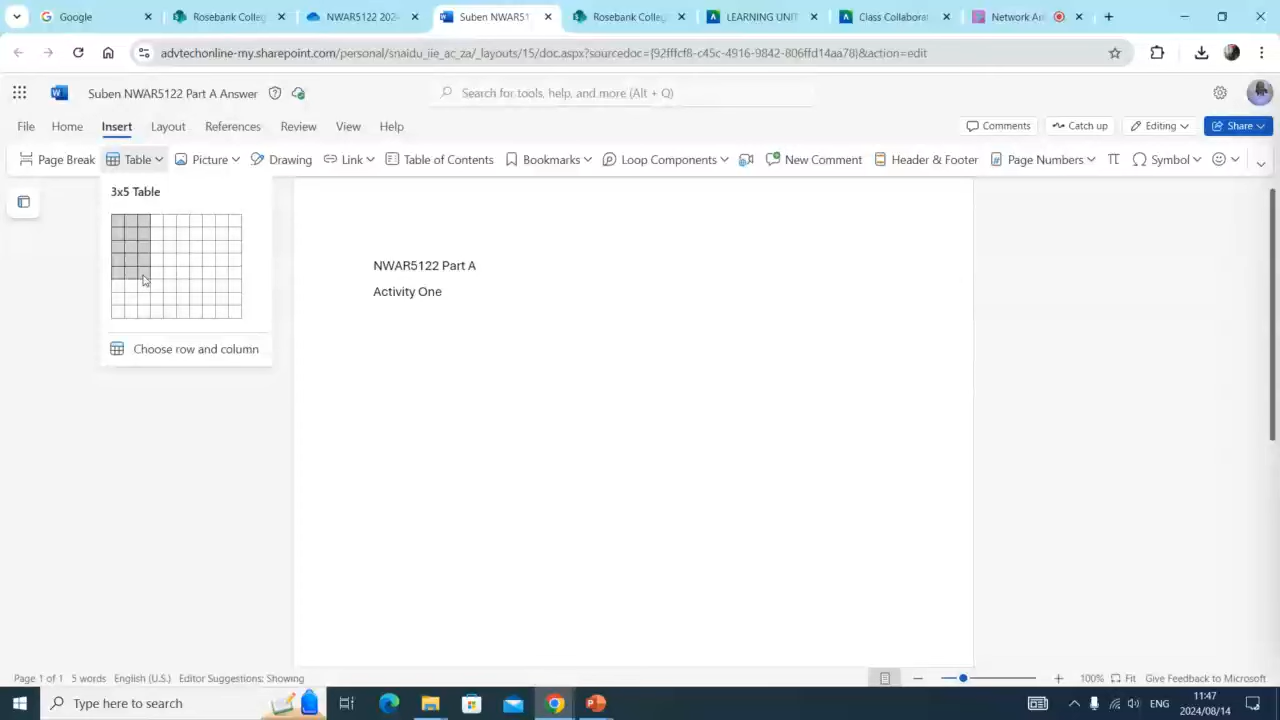 Google
Rosebank Colleg
NWAR5122 202
Suben NWAR51
Rosebank Colleg
LEARNING UNIT
Class Collaborat
Network Ar
advtechonline-my.sharepoint.com/personal/snaidu_iie_ac_za/_layouts/15/doc.aspx?sourcedoc={92fffcf8-c45c-4916-9842-806ffd14aa78}&action=edit
Suben NWAR5122 Part A Answer
Search for tools, help, and more (Alt + Q)
File Home Insert Layout References Review View Help Comments Catch up Editing Share
Page Break Table Picture Drawing Link Table of Contents Bookmarks Loop Components New Comment Header & Footer Page Numbers Symbol
3x5 Table
NWAR5122 Part A
Activity One
Choose row and column
Page 1 of 1 5 words English (U.S.) Editor Suggestions: Showing 100% Fit Give Feedback to Microsoft
Type here to search
ENG
11:47
2024/08/14